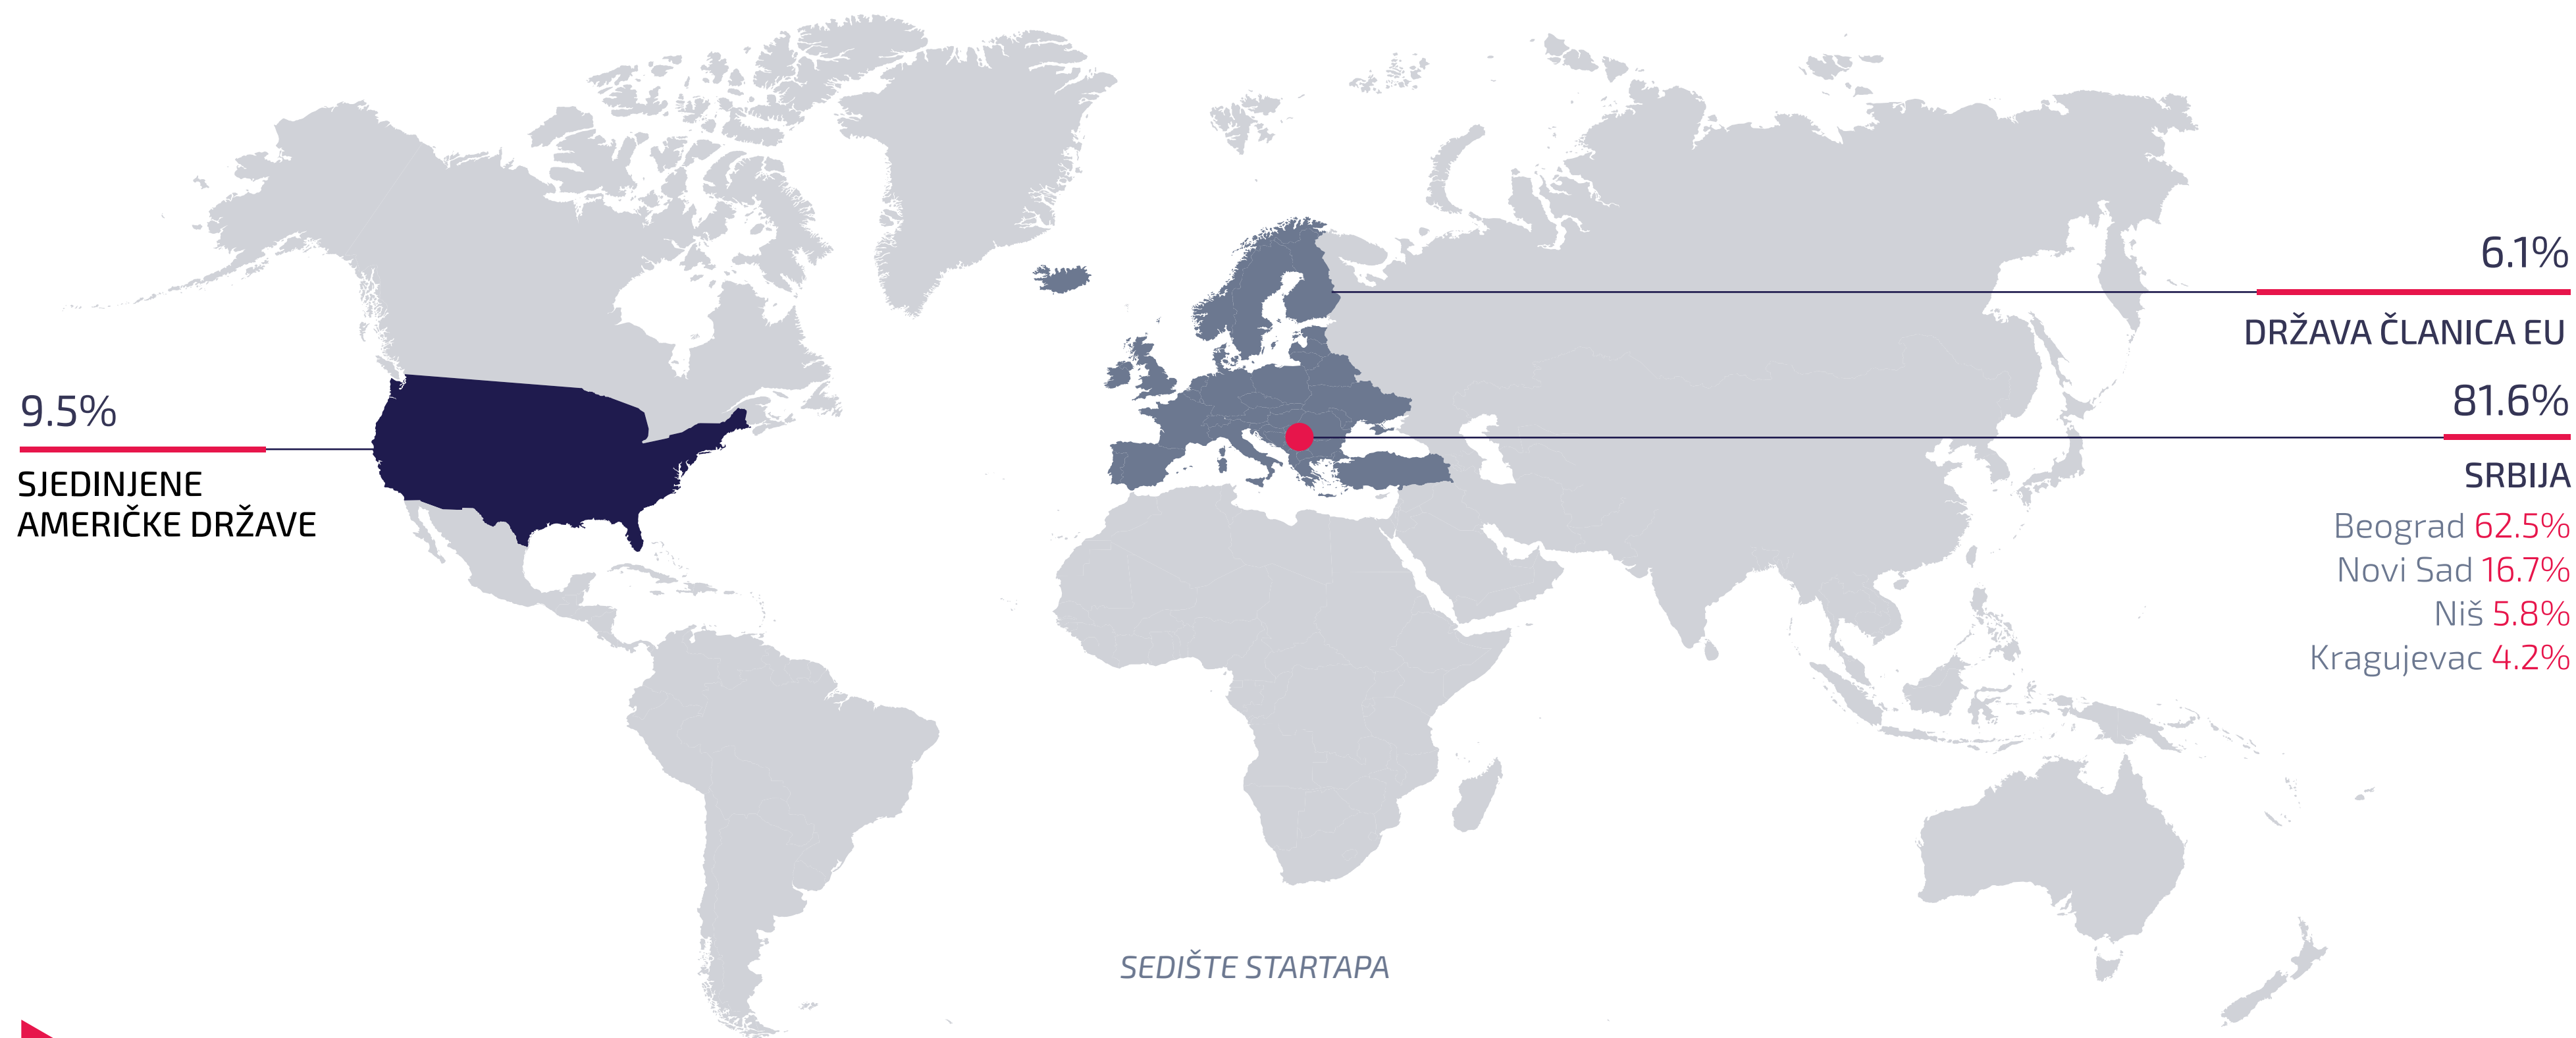 6.1%
DRŽAVA ČLANICA EU
9.5%
SJEDINJENE
AMERIČKE DRŽAVE
81.6%
SRBIJA
Beograd 62.5%
Novi Sad 16.7%
Niš 5.8%
Kragujevac 4.2%
SEDIŠTE STARTAPA